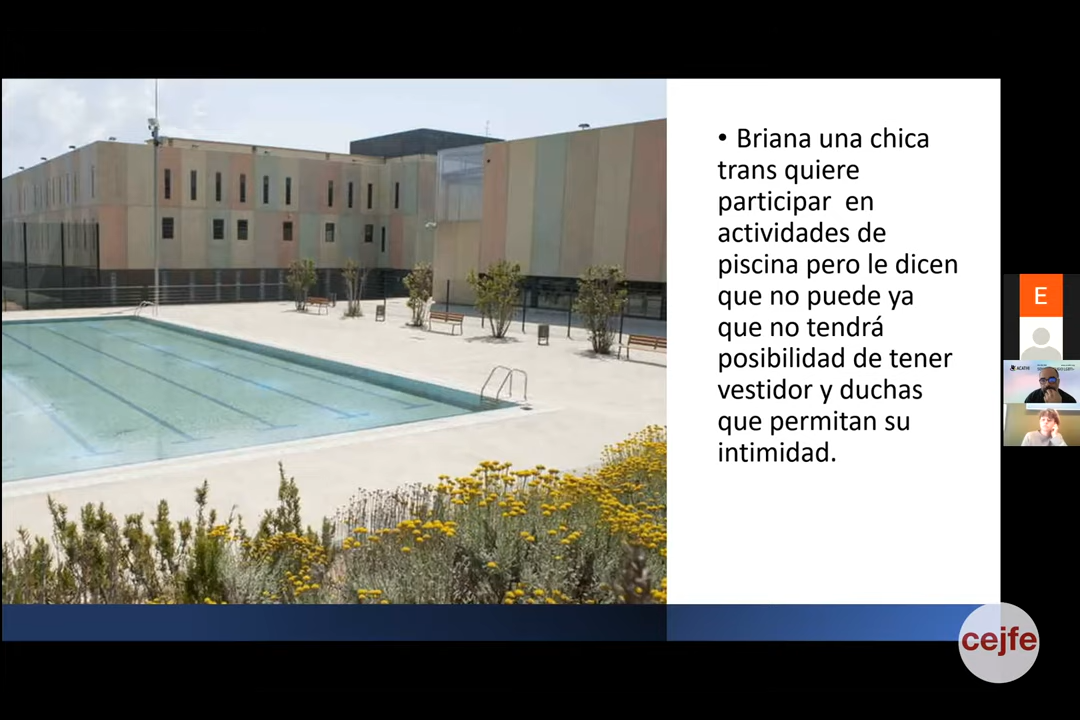 • Briana una chica
trans quiere
participar  en
actividades de
piscina pero le dicen
que no puede ya
que no tendrá
posibilidad de tener
vestidor y duchas
que permitan su
intimidad.
E
ACATHI
cejfe